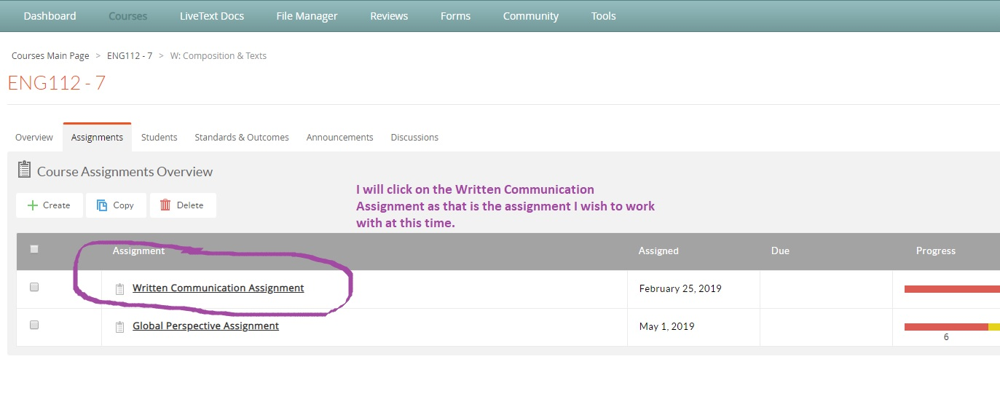 Dashboard Courses LiveText Docs File Manager Reviews Forms Community Tools
Courses Main Page > ENG112 - 7 > W: Composition & Texts
ENG112 - 7
Overview Assignments Students Standards & Outcomes Announcements Discussions
Course Assignments Overview
I will click on the Written Communication
Assignment as that is the assignment I wish to work
with at this time.
Create Copy Delete
Assignment Assigned Due Progress
Written Communication Assignment February 25, 2019
Global Perspective Assignment May 1, 2019
6